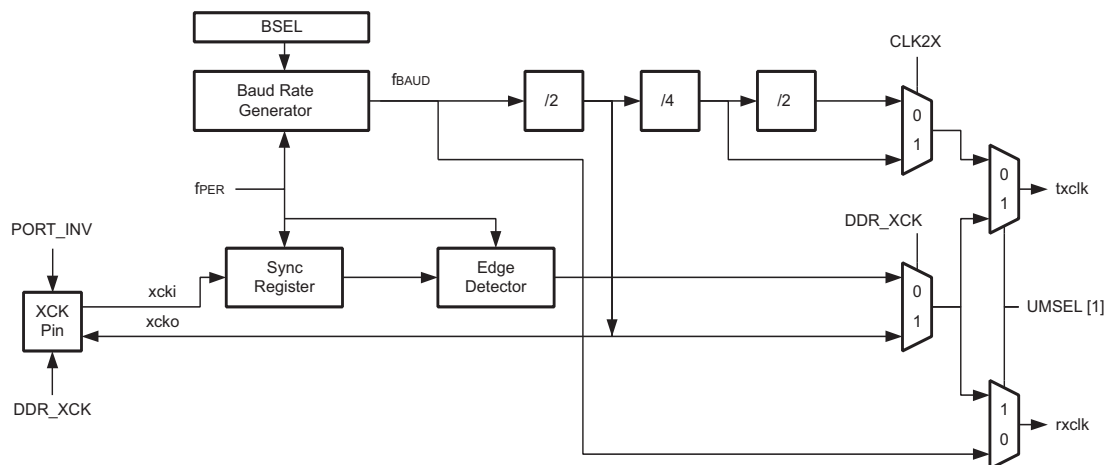 BSEL
CLK2X
fBAUD
Baud Rate
Generator
/2
/4
/2
0
1
0
1
txclk
fPER
PORT_INV
DDR_XCK
Sync
Register
Edge
Detector
xcki
0
1
XCK
Pin
UMSEL [1]
xcko
DDR_XCK
1
0
rxclk